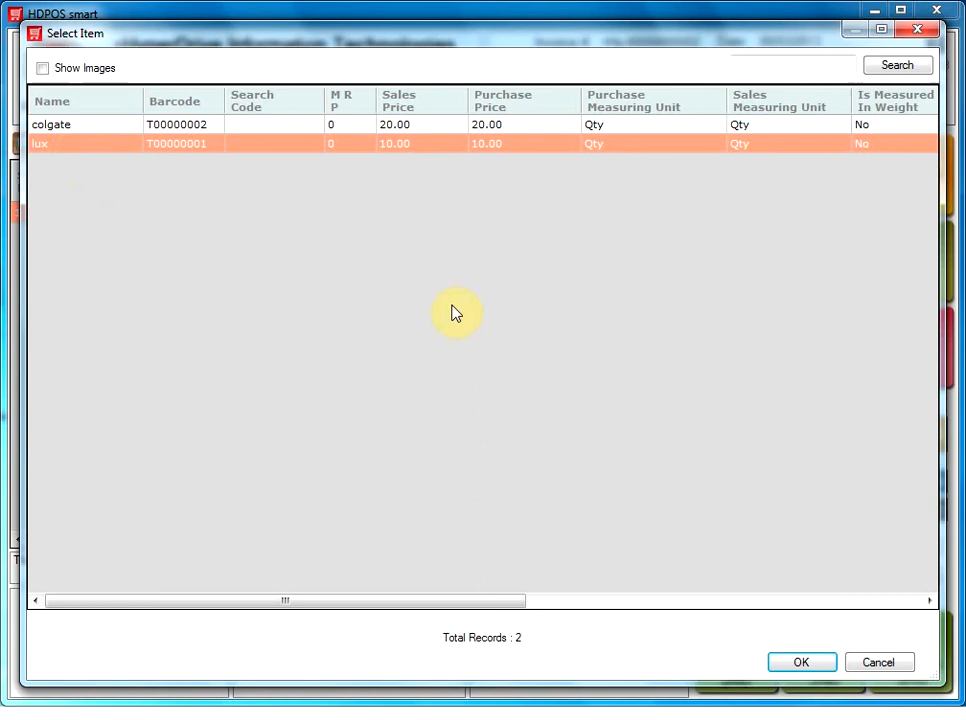 HDPOS smart
Select Item
Show Images
Search
Name Barcode Search Code M R P Sales Price Purchase Price Purchase Measuring Unit Sales Measuring Unit Is Measured In Weight
colgate T00000002 0 20.00 20.00 Qty Qty No
lux T00000001 0 10.00 10.00 Qty Qty No
Total Records : 2
OK Cancel